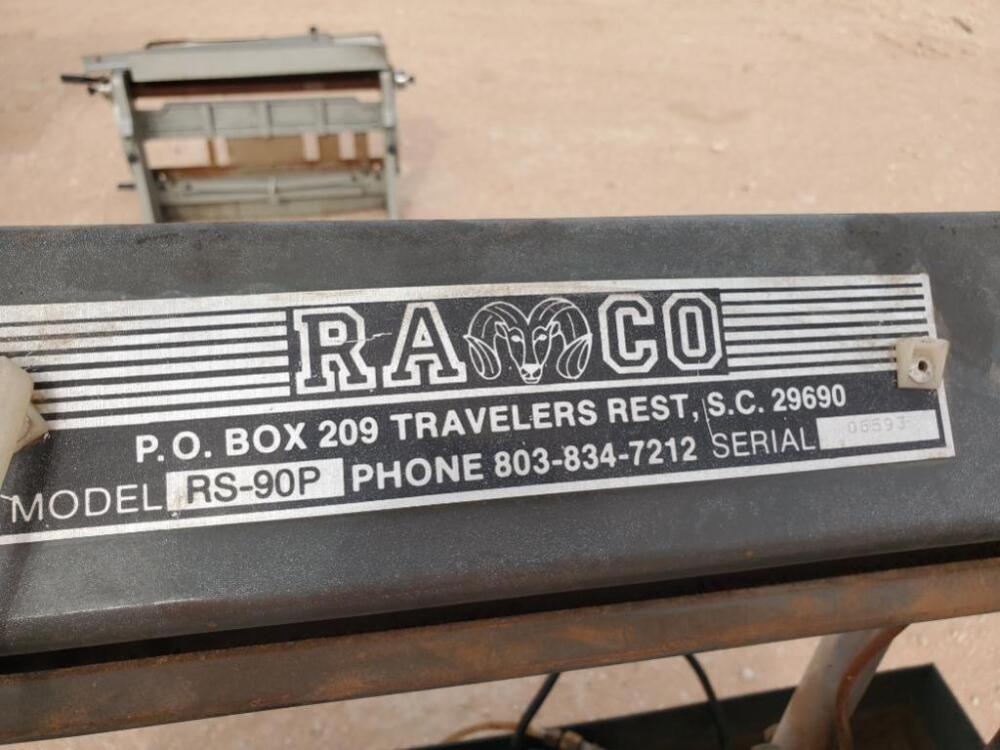 RAMCO
P.O. BOX 209 TRAVELERS REST, S.C. 29690
MODEL RS-90P PHONE 803-834-7212 SERIAL